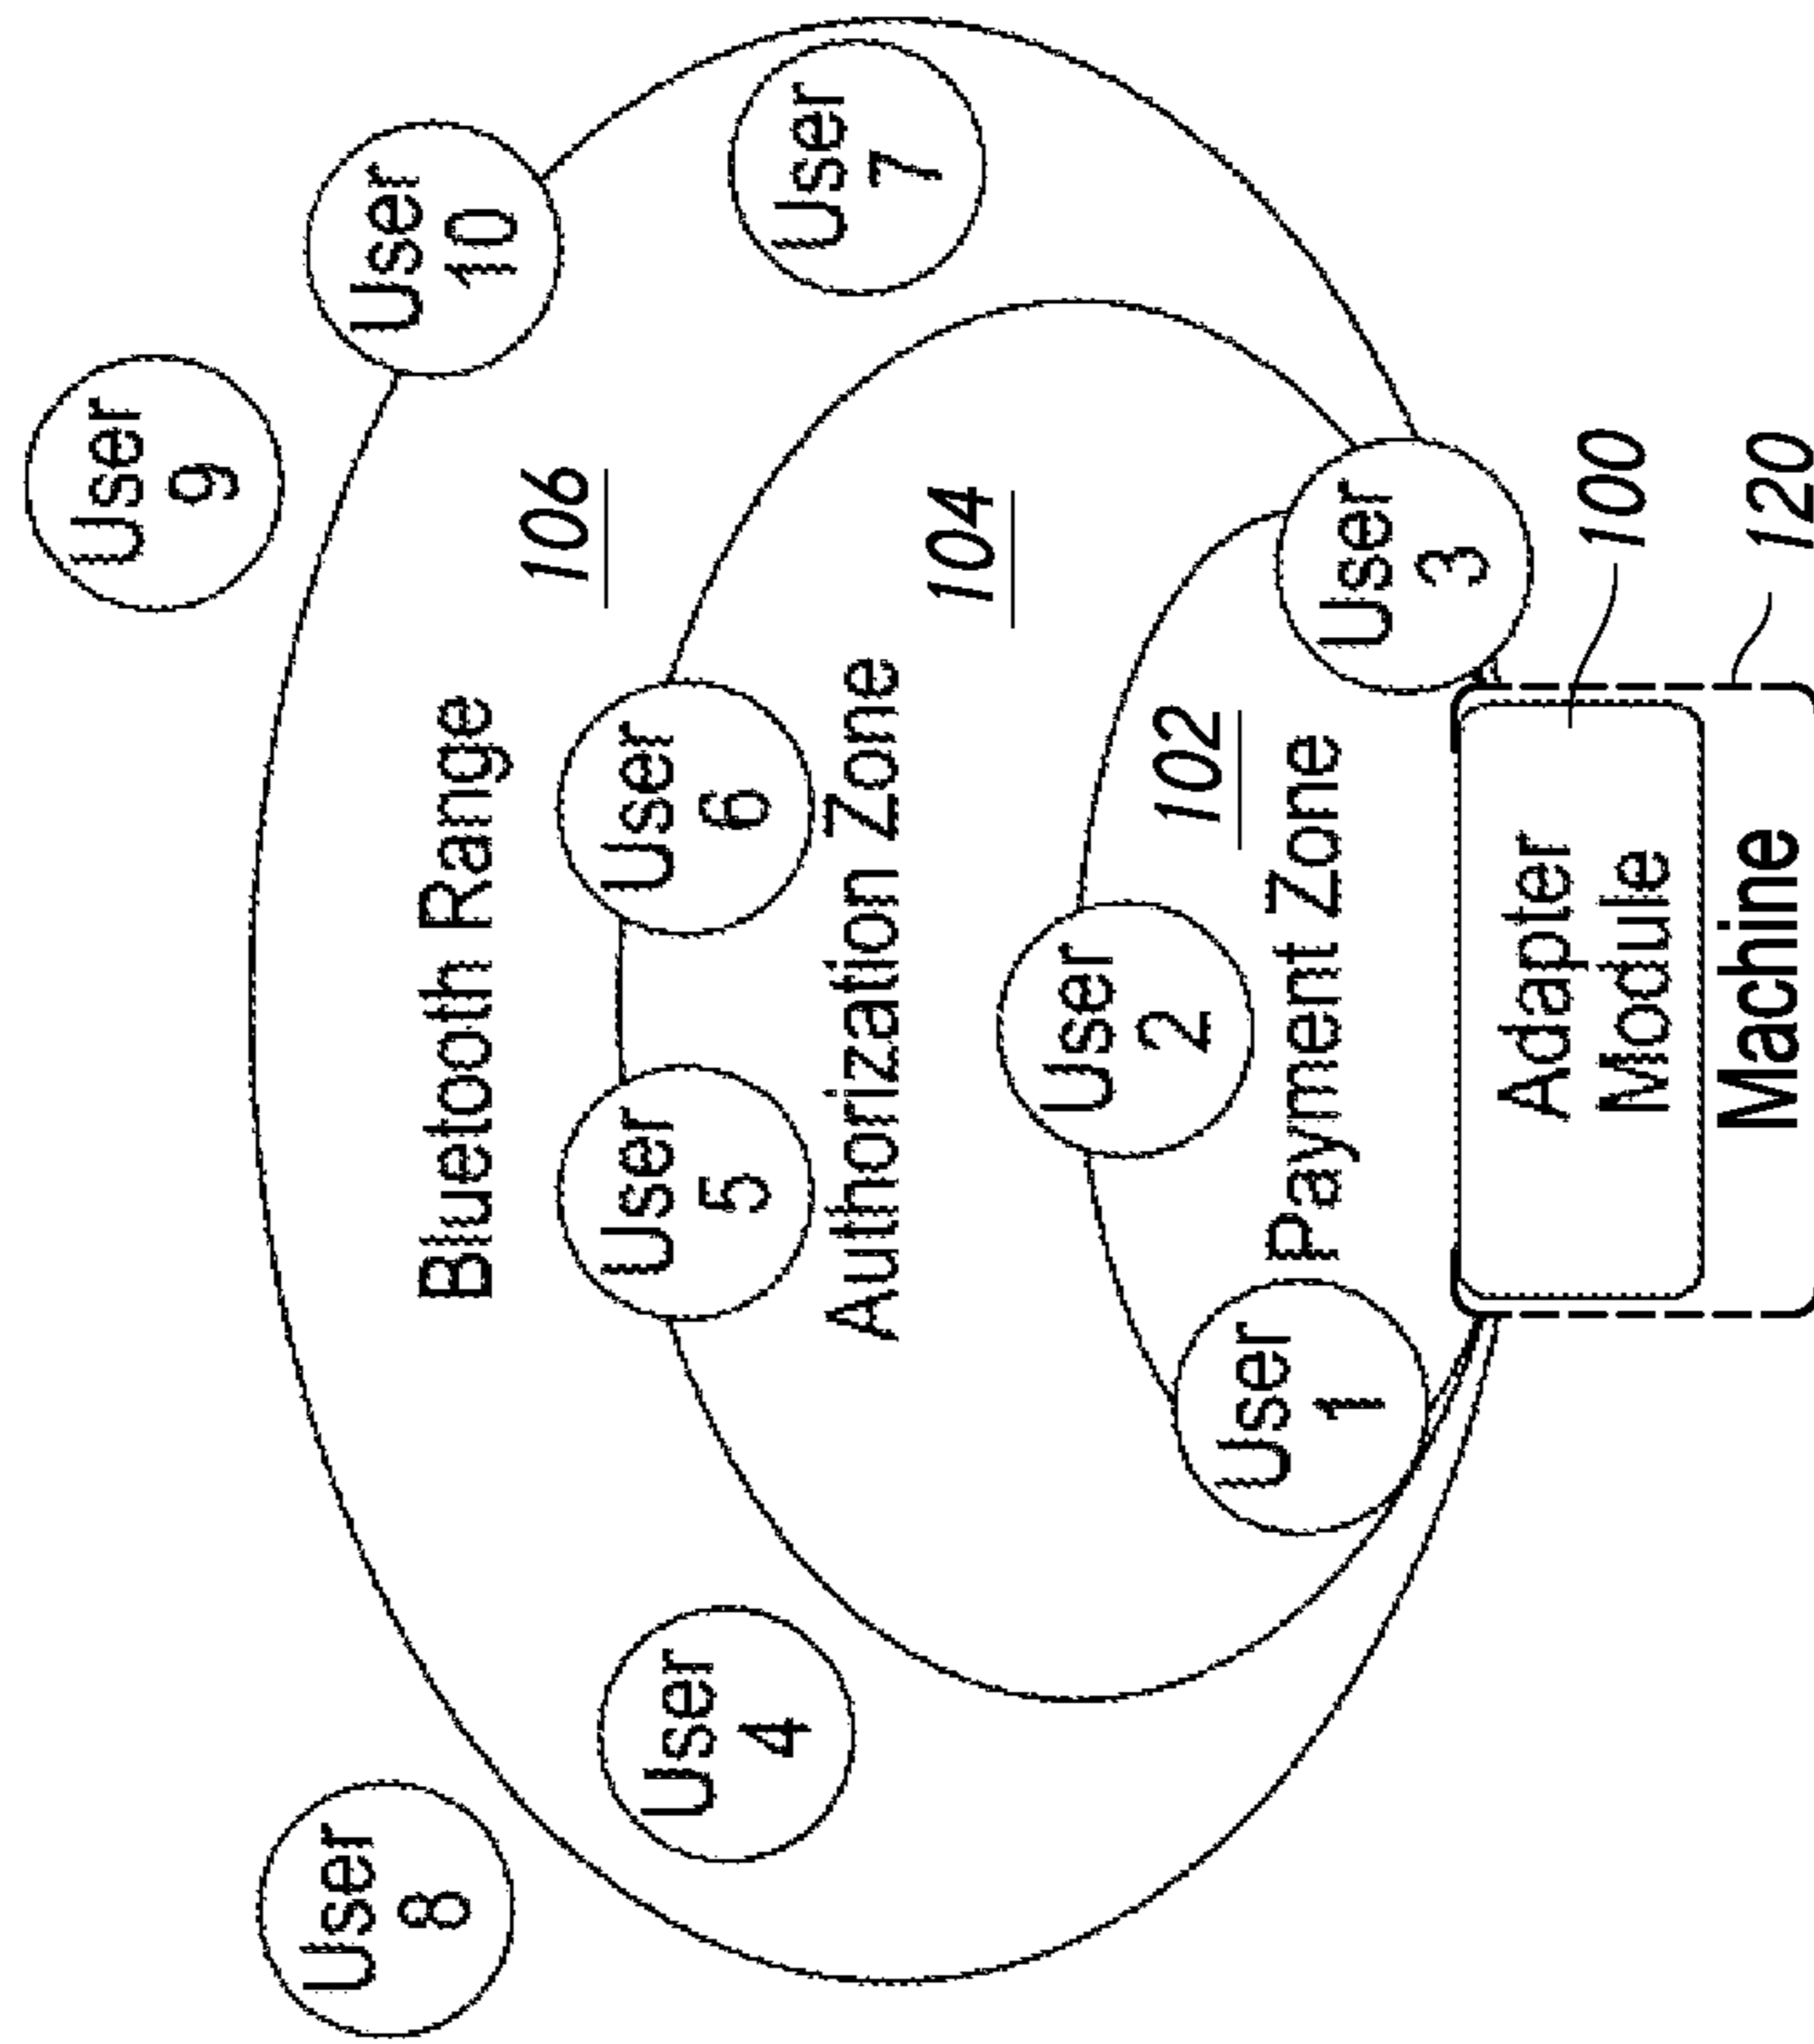 User
9
User
10
User
8
Bluetooth Range
106
User
5
User
6
User
4
User
7
Authorization Zone
104
User
2
102
User
1
Payment Zone
User
3
Adapter
Module
100
Machine
120